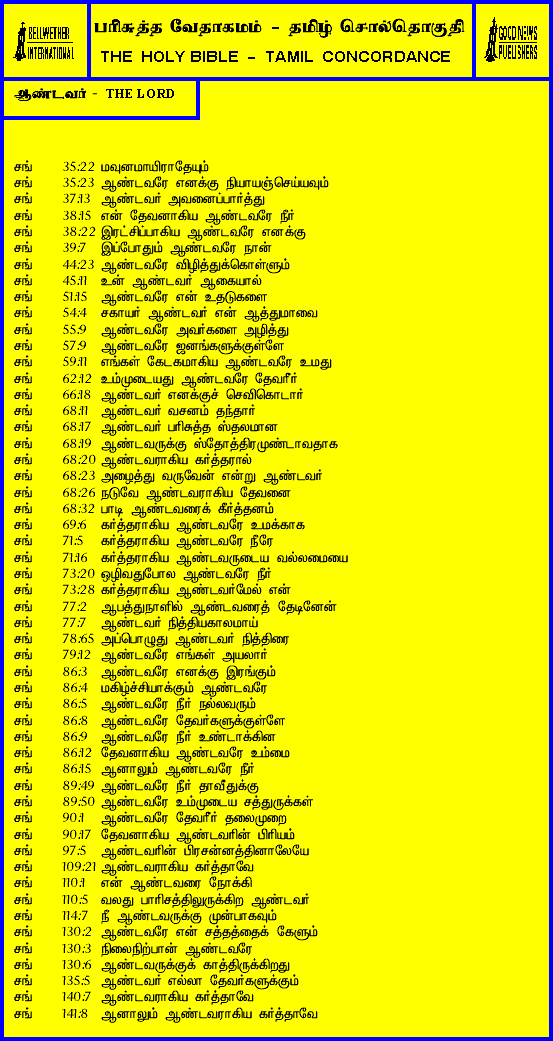 BELLWETHER
INTERNATIONAL
பரிசுத்த வேதாகமம் - தமிழ் சொல்தொகுதி
THE HOLY BIBLE - TAMIL CONCORDANCE
GOOD NEWS
PUBLISHERS
ஆண்டவர் - THE LORD
சங் 35:22 மவுனமாயிராதேயும்
சங் 35:23 ஆண்டவரே எனக்கு நியாயஞ்செய்யவும்
சங் 37:13 ஆண்டவர் அவனைப்பார்த்து
சங் 38:15 என் தேவனாகிய ஆண்டவரே நீர்
சங் 38:22 இரட்சிப்பாகிய ஆண்டவரே எனக்கு
சங் 39:7 இப்போதும் ஆண்டவரே நான்
சங் 44:23 ஆண்டவரே விழித்துக்கொள்ளும்
சங் 45:11 உன் ஆண்டவர் ஆகையால்
சங் 51:15 ஆண்டவரே என் உதடுகளை
சங் 54:4 சகாயர் ஆண்டவர் என் ஆத்துமாவை
சங் 55:9 ஆண்டவரே அவர்களை அழித்து
சங் 57:9 ஆண்டவரே ஜனங்களுக்குள்ளே
சங் 59:11 எங்கள் கேடகமாகிய ஆண்டவரே உமது
சங் 62:12 உம்முடையது ஆண்டவரே தேவரீர்
சங் 66:18 ஆண்டவர் எனக்குச் செவிகொடார்
சங் 68:11 ஆண்டவர் வசனம் தந்தார்
சங் 68:17 ஆண்டவர் பரிசுத்த ஸ்தலமான
சங் 68:19 ஆண்டவருக்கு ஸ்தோத்திரமுண்டாவதாக
சங் 68:20 ஆண்டவராகிய கர்த்தரால்
சங் 68:23 அழைத்து வருவேன் என்று ஆண்டவர்
சங் 68:26 நடுவே ஆண்டவராகிய தேவனை
சங் 68:32 பாடி ஆண்டவரைக் கீர்த்தனம்
சங் 69:6 கர்த்தராகிய ஆண்டவரே உமக்காக
சங் 71:5 கர்த்தராகிய ஆண்டவரே நீரே
சங் 71:16 கர்த்தராகிய ஆண்டவருடைய வல்லமையை
சங் 73:20 ஒழிவதுபோல ஆண்டவரே நீர்
சங் 73:28 கர்த்தராகிய ஆண்டவர்மேல் என்
சங் 77:2 ஆபத்துநாளில் ஆண்டவரைத் தேடினேன்
சங் 77:7 ஆண்டவர் நித்தியகாலமாய்
சங் 78:65 அப்பொழுது ஆண்டவர் நித்திரை
சங் 79:12 ஆண்டவரே எங்கள் அயலார்
சங் 86:3 ஆண்டவரே எனக்கு இரங்கும்
சங் 86:4 மகிழ்ச்சியாக்கும் ஆண்டவரே
சங் 86:5 ஆண்டவரே நீர் நல்லவரும்
சங் 86:8 ஆண்டவரே தேவர்களுக்குள்ளே
சங் 86:9 ஆண்டவரே நீர் உண்டாக்கின
சங் 86:12 தேவனாகிய ஆண்டவரே உம்மை
சங் 86:15 ஆனாலும் ஆண்டவரே நீர்
சங் 89:49 ஆண்டவரே நீர் தாவீதுக்கு
சங் 89:50 ஆண்டவரே உம்முடைய சத்துருக்கள்
சங் 90:1 ஆண்டவரே தேவரீர் தலைமுறை
சங் 90:17 தேவனாகிய ஆண்டவரின் பிரியம்
சங் 97:5 ஆண்டவரின் பிரசன்னத்தினாலேயே
சங் 109:21 ஆண்டவராகிய கர்த்தாவே
சங் 110:1 என் ஆண்டவரை நோக்கி
சங் 110:5 வலது பாரிசத்திலுருக்கிற ஆண்டவர்
சங் 114:7 நீ ஆண்டவருக்கு முன்பாகவும்
சங் 130:2 ஆண்டவரே என் சத்தத்தைக் கேளும்
சங் 130:3 நிலைநிற்பான் ஆண்டவரே
சங் 130:6 ஆண்டவருக்குக் காத்திருக்கிறது
சங் 135:5 ஆண்டவர் எல்லா தேவர்களுக்கும்
சங் 140:7 ஆண்டவராகிய கர்த்தாவே
சங் 141:8 ஆனாலும் ஆண்டவராகிய கர்த்தாவே